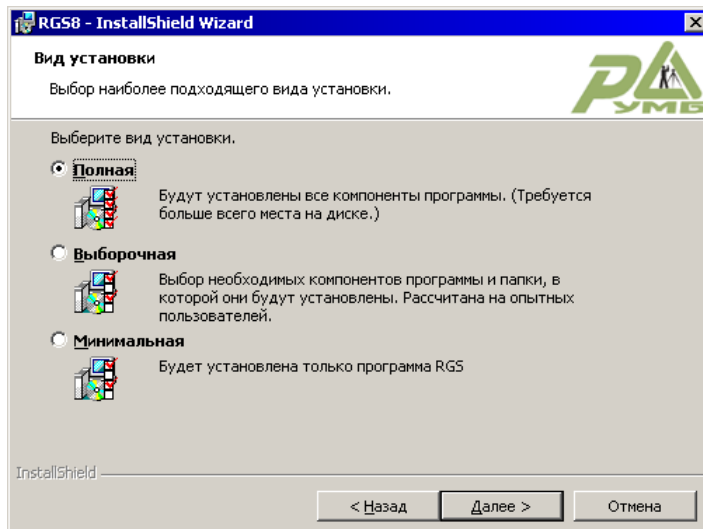 RGS8 - InstallShield Wizard
Вид установки
Выбор наиболее подходящего вида установки.
РУМБ
Выберите вид установки.
Полная
Будут установлены все компоненты программы. (Требуется
больше всего места на диске.)
Выборочная
Выбор необходимых компонентов программы и папки, в
которой они будут установлены. Рассчитана на опытных
пользователей.
Минимальная
Будет установлена только программа RGS
InstallShield
< Назад
Далее >
Отмена